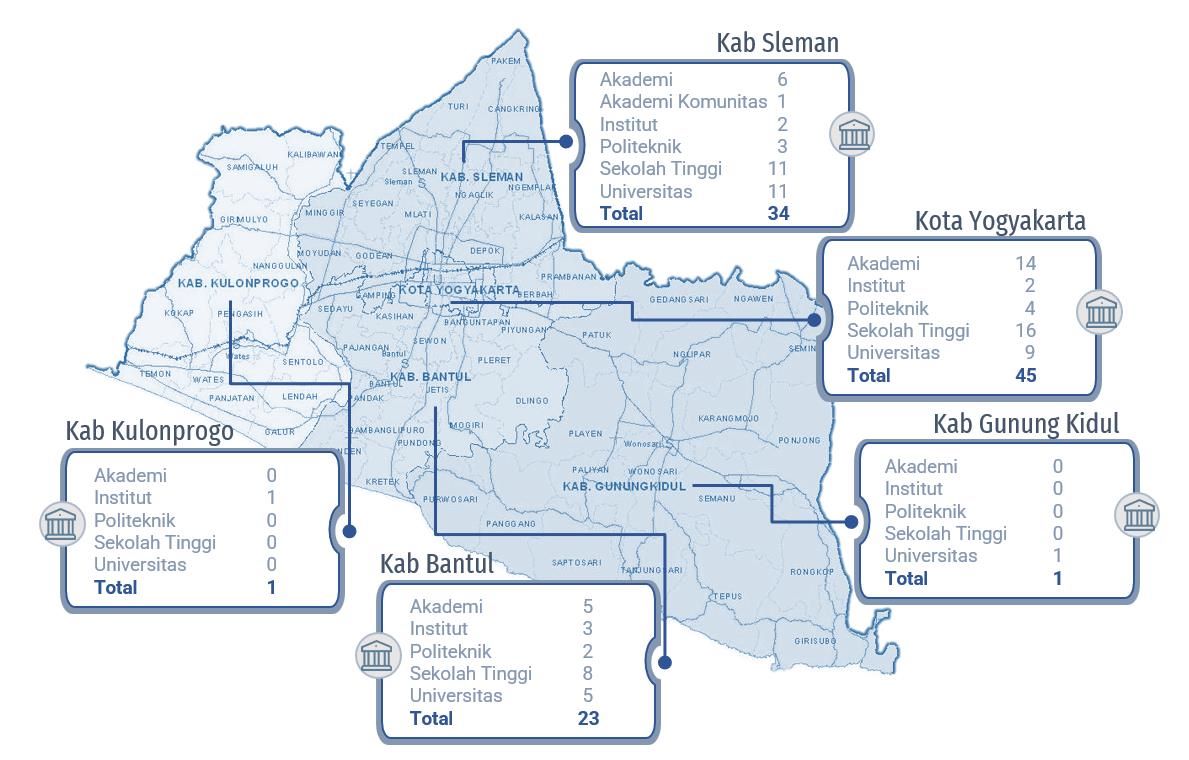 Kab Sleman
Akademi 6
Akademi Komunitas 1
Institut 2
Politeknik 3
Sekolah Tinggi 11
Universitas 11
Total 34
Kota Yogyakarta
Akademi 14
Institut 2
Politeknik 4
Sekolah Tinggi 16
Universitas 9
Total 45
Kab Gunung Kidul
Akademi 0
Institut 0
Politeknik 0
Sekolah Tinggi 0
Universitas 1
Total 1
Kab Kulonprogo
Akademi 0
Institut 1
Politeknik 0
Sekolah Tinggi 0
Universitas 0
Total 1
Kab Bantul
Akademi 5
Institut 3
Politeknik 2
Sekolah Tinggi 8
Universitas 5
Total 23
PAKEM
TURI
CANGKRING
TEMPEL
KALIBAWAN
SAMIGALUH
SLEMAN
Sleman
KAB. SLEMAN
NGEMPLAK
NGAGLIK
SEYEGAN
MINGGIR
MLATI
KALASAN
GIRIMULYO
MOYUDAN
GODEAN
DEPOK
NANGGULAN
PRAMBANAN
KAB. KULONPROGO
KOTA YOGYAKARTA
GAMPING
BERBAH
GEDANGSARI
NGAWEN
SEDAYU
KASIHAN
KOKAP
PENGASIH
BANGUNTAPAN
PIYUNGAN
PATUK
SEWON
PAJANGAN
Bantul
SEMIN
NGLIPAR
Wates
SENTOLO
PLERET
TEMON
WATES
KAB. BANTUL
BANTUL
JETIS
PANJATAN
LENDAH
PANDAK
DLINGO
KARANGMOJO
GALUR
BAMBANGLIPURO
MOGIRI
PLAYEN
PUNDONG
Wonosari
PONJONG
DEN
PALIYAN
WONOSARI
KRETEK
KAB. GUNUNGKIDUL
PURWOSARI
SEMANU
PANGGANG
SAPTOSARI
TANJUNGSARI
RONGKOP
TEPUS
GIRISUBO